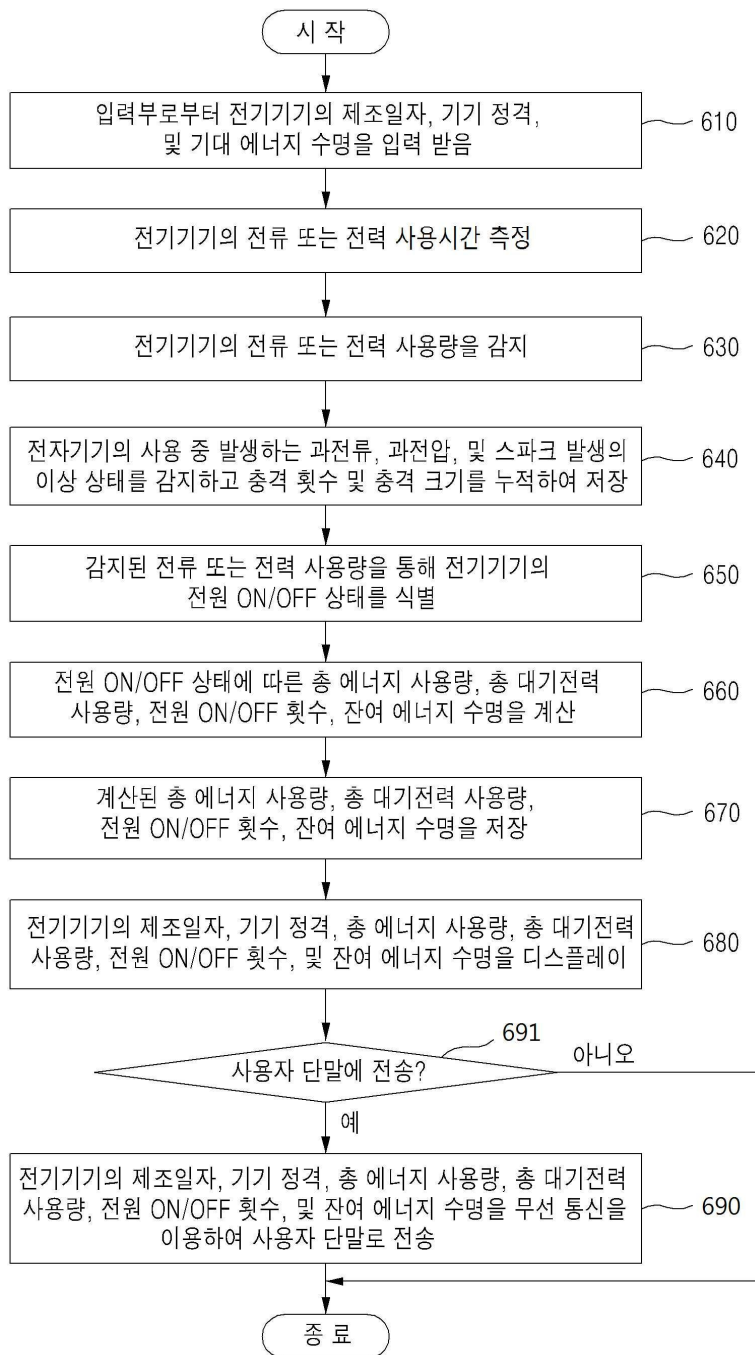 시 작
입력부로부터 전기기기의 제조일자, 기기 정격,
및 기대 에너지 수명을 입력 받음
610
전기기기의 전류 또는 전력 사용시간 측정
620
전기기기의 전류 또는 전력 사용량을 감지
630
전자기기의 사용 중 발생하는 과전류, 과전압, 및 스파크 발생의
이상 상태를 감지하고 충격 횟수 및 충격 크기를 누적하여 저장
640
감지된 전류 또는 전력 사용량을 통해 전기기기의
전원 ON/OFF 상태를 식별
650
전원 ON/OFF 상태에 따른 총 에너지 사용량, 총 대기전력
사용량, 전원 ON/OFF 횟수, 잔여 에너지 수명을 계산
660
계산된 총 에너지 사용량, 총 대기전력 사용량,
전원 ON/OFF 횟수, 잔여 에너지 수명을 저장
670
전기기기의 제조일자, 기기 정격, 총 에너지 사용량, 총 대기전력
사용량, 전원 ON/OFF 횟수, 및 잔여 에너지 수명을 디스플레이
680
691
사용자 단말에 전송?
아니오
예
전기기기의 제조일자, 기기 정격, 총 에너지 사용량, 총 대기전력
사용량, 전원 ON/OFF 횟수, 및 잔여 에너지 수명을 무선 통신을
이용하여 사용자 단말로 전송
690
종 료